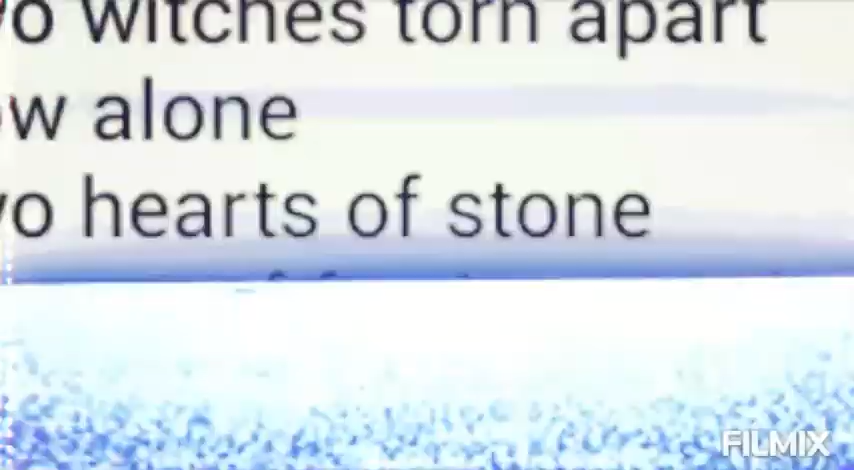 o witches torn apart
w alone
o hearts of stone
FILMIX